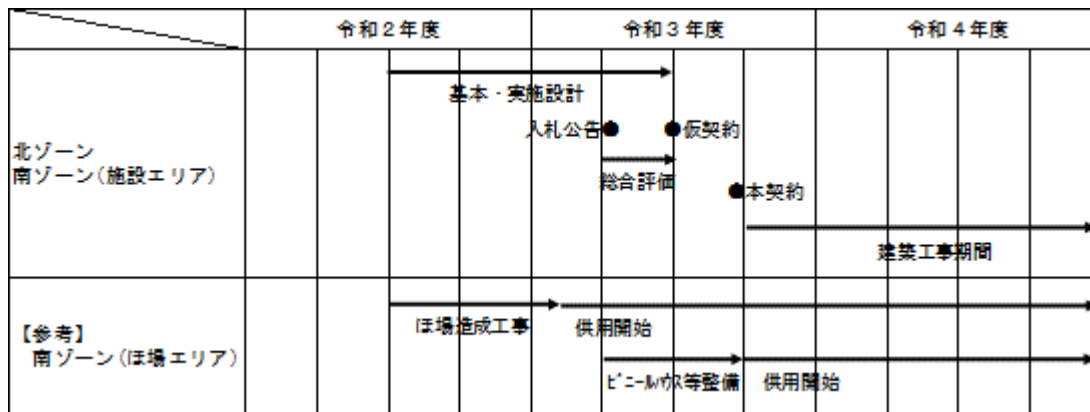 令和２年度
令和３年度
令和４年度
北ゾーン
南ゾーン(施設エリア)
基本・実施設計
入札公告●
●仮契約
総合評価
●本契約
建築工事期間
【参考】
南ゾーン(ほ場エリア)
ほ場造成工事
供用開始
ﾋﾞﾆｰﾙﾊｳｽ等整備
供用開始